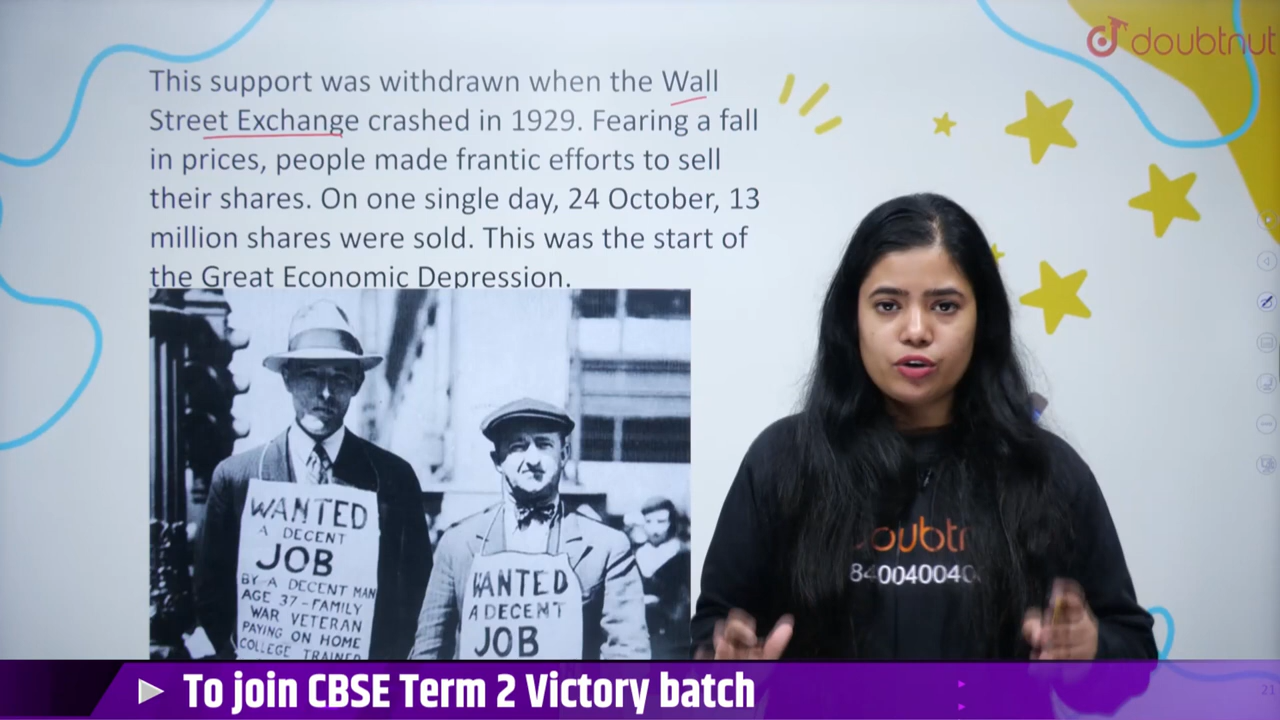 doubtnut
This support was withdrawn when the Wall
Street Exchange crashed in 1929. Fearing a fall
in prices, people made frantic efforts to sell
their shares. On one single day, 24 October, 13
million shares were sold. This was the start of
the Great Economic Depression.
WANTED
A DECENT
JOB
BY A DECENT MAN
AGE 37-FAMILY
WAR VETERAN
PAYING ON HOME
COLLEGE TRAINED
WANTED
A DECENT
JOB
doubtn
840040040
To join CBSE Term 2 Victory batch
21